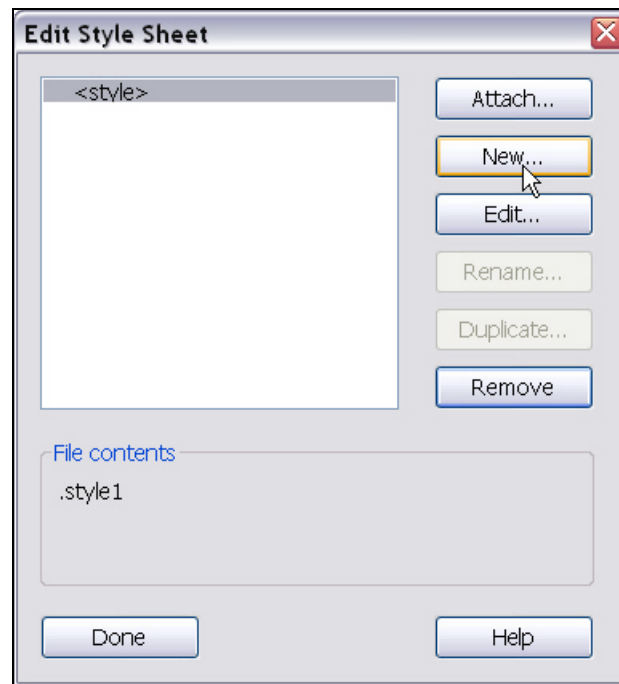 Edit Style Sheet
<style>
Attach...
New...
Edit...
Rename...
Duplicate...
Remove
File contents
.style1
Done
Help